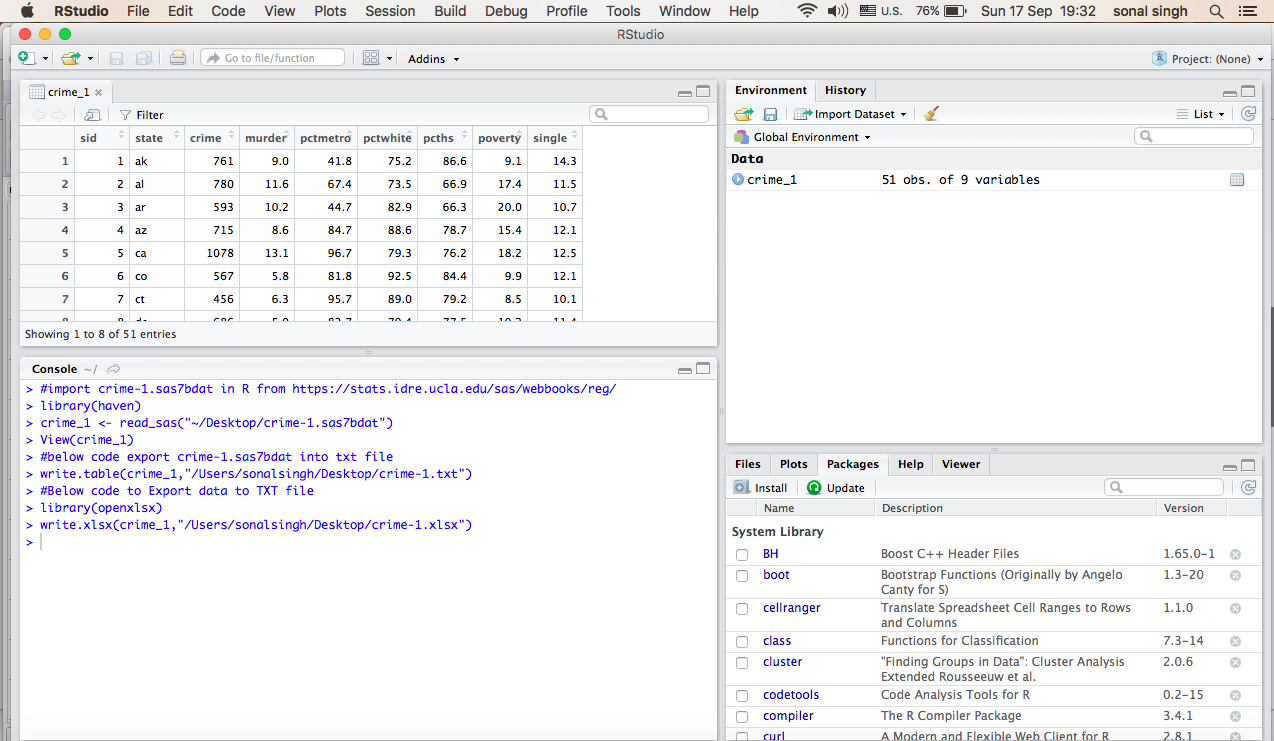 RStudio File Edit Code View Plots Session Build Debug Profile Tools Window Help U.S. 76% Sun 17 Sep 19:32 sonal singh
RStudio
Go to file/function Addins Project: (None)
crime_1
Filter
sid state crime murder pctmetro pctwhite pcths poverty single
1 1 ak 761 9.0 41.8 75.2 86.6 9.1 14.3
2 2 al 780 11.6 67.4 73.5 66.9 17.4 11.5
3 3 ar 593 10.2 44.7 82.9 66.3 20.0 10.7
4 4 az 715 8.6 84.7 88.6 78.7 15.4 12.1
5 5 ca 1078 13.1 96.7 79.3 76.2 18.2 12.5
6 6 co 567 5.8 81.8 92.5 84.4 9.9 12.1
7 7 ct 456 6.3 95.7 89.0 79.2 8.5 10.1
Showing 1 to 8 of 51 entries
Console ~/
> #import crime-1.sas7bdat in R from https://stats.idre.ucla.edu/sas/webbooks/reg/
> library(haven)
> crime_1 <- read_sas("~/Desktop/crime-1.sas7bdat")
> View(crime_1)
> #below code export crime-1.sas7bdat into txt file
> write.table(crime_1,"/Users/sonalsingh/Desktop/crime-1.txt")
> #Below code to Export data to TXT file
> library(openxlsx)
> write.xlsx(crime_1,"/Users/sonalsingh/Desktop/crime-1.xlsx")
>
Environment History
Import Dataset List
Global Environment
Data
crime_1 51 obs. of 9 variables
Files Plots Packages Help Viewer
Install Update
Name Description Version
System Library
BH Boost C++ Header Files 1.65.0-1
boot Bootstrap Functions (Originally by Angelo 1.3-20
Canty for S)
cellranger Translate Spreadsheet Cell Ranges to Rows 1.1.0
and Columns
class Functions for Classification 7.3-14
cluster "Finding Groups in Data": Cluster Analysis 2.0.6
Extended Rousseeuw et al.
codetools Code Analysis Tools for R 0.2-15
compiler The R Compiler Package 3.4.1
curl A Modern and Flexible Web Client for R 2.8.1